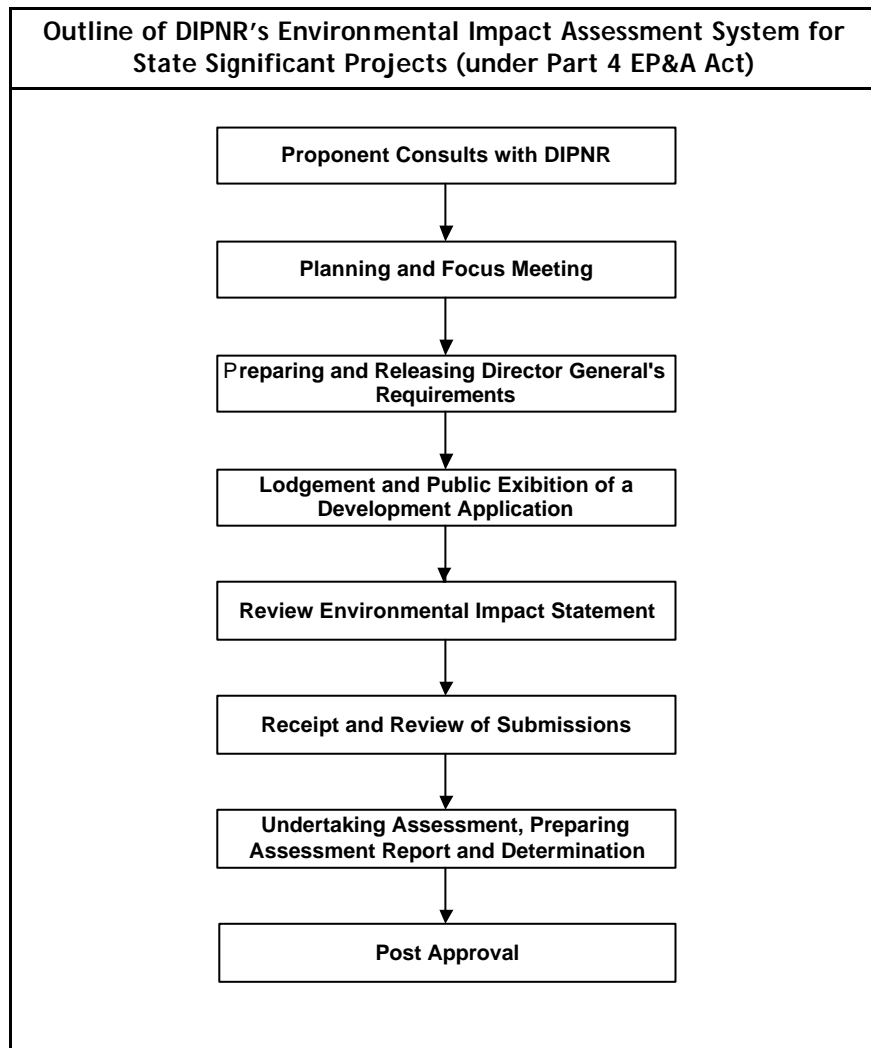 Outline of DIPNR's Environmental Impact Assessment System for
State Significant Projects (under Part 4 EP&A Act)
Proponent Consults with DIPNR
Planning and Focus Meeting
Preparing and Releasing Director General's
Requirements
Lodgement and Public Exibition of a
Development Application
Review Environmental Impact Statement
Receipt and Review of Submissions
Undertaking Assessment, Preparing
Assessment Report and Determination
Post Approval